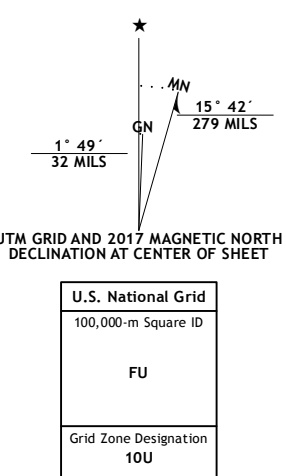 ★
MN
GN
15° 42´
279 MILS
1° 49´
32 MILS
UTM GRID AND 2017 MAGNETIC NORTH
DECLINATION AT CENTER OF SHEET
U.S. National Grid
100,000-m Square ID
FU
Grid Zone Designation
10U